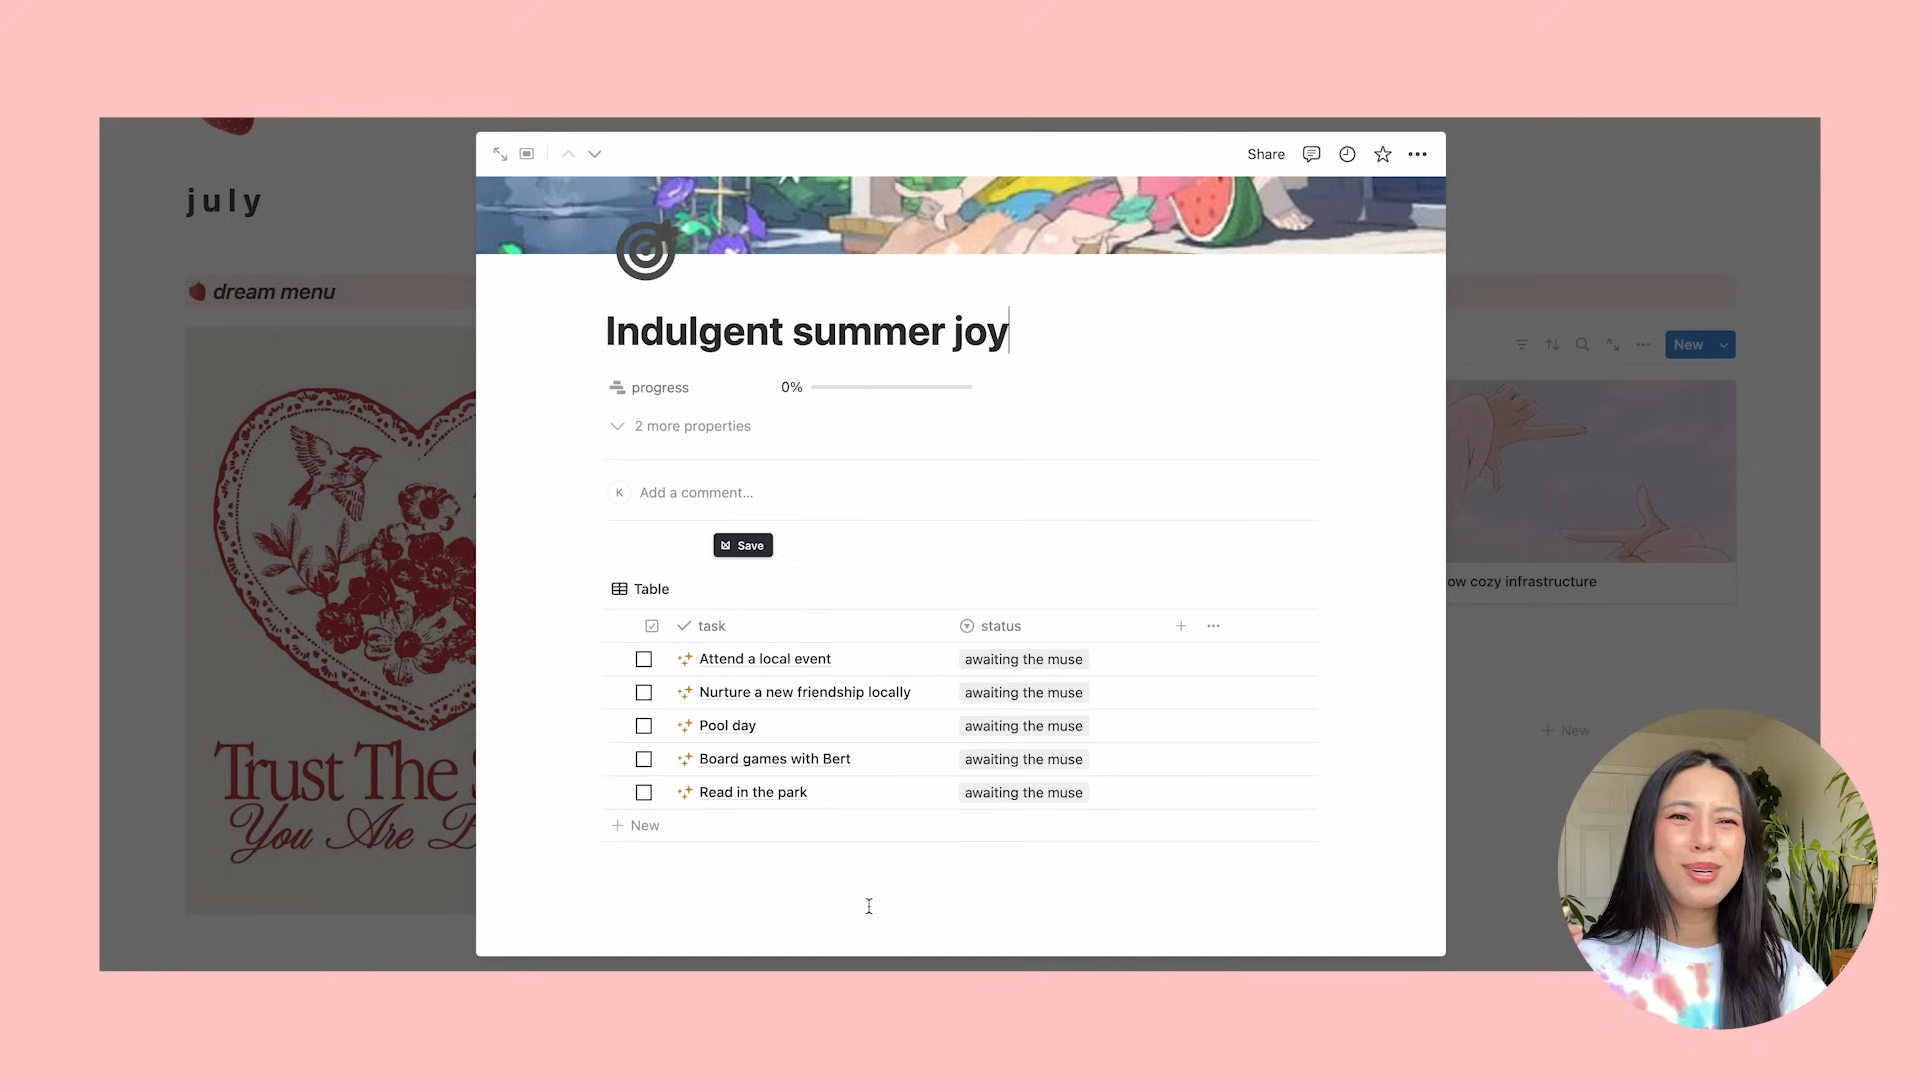 Share
july
dream menu
New
Indulgent summer joy
progress 0%
2 more properties
K Add a comment...
Save
ow cozy infrastructure
Table
task status
Attend a local event awaiting the muse
Nurture a new friendship locally awaiting the muse
Pool day awaiting the muse
Board games with Bert awaiting the muse
Read in the park awaiting the muse
New
New
Trust The
You Are